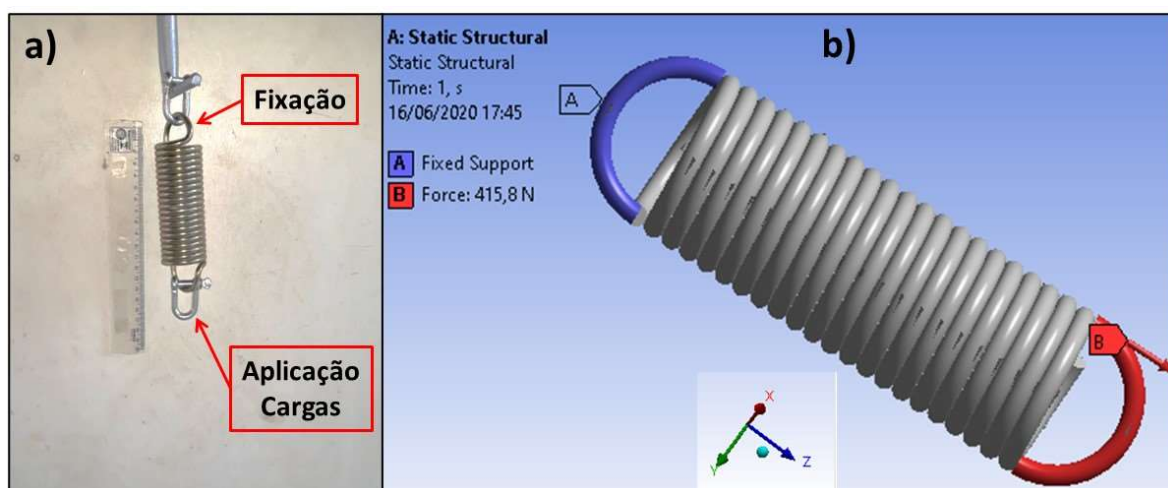 a)
Fixação
Aplicação
Cargas
A: Static Structural
Static Structural
Time: 1, s
16/06/2020 17:45
A Fixed Support
B Force: 415,8 N
b)
A
B
X
Y
Z